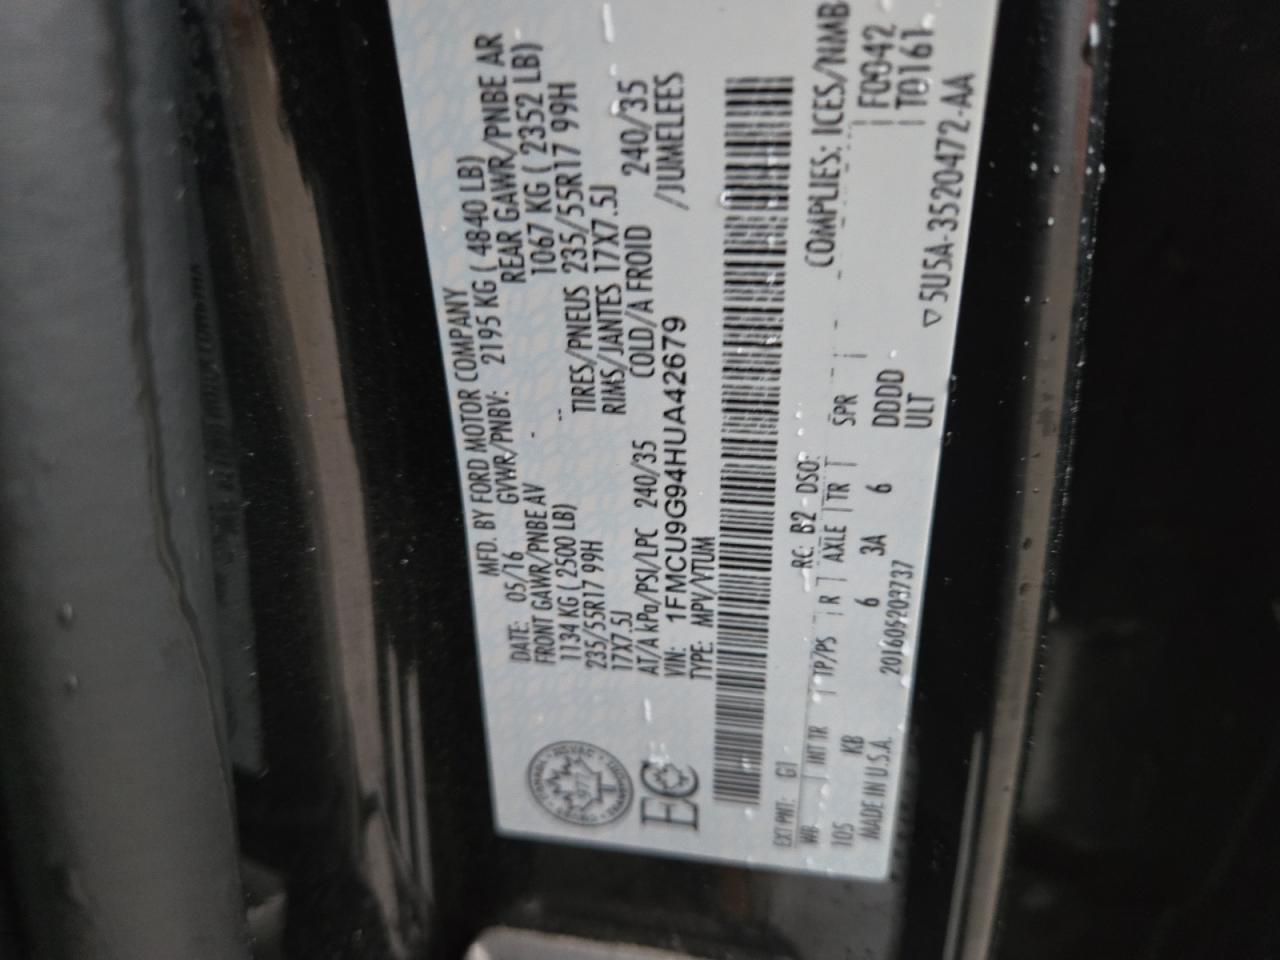 MFD. BY FORD MOTOR COMPANY
DATE: 05/16 GVWR/PNBV: 2195 KG ( 4840 LB)
FRONT GAWR/PNBE AV REAR GAWR/PNBE AR
1134 KG ( 2500 LB) 1067 KG ( 2352 LB)
235/55R17 99H TIRES/PNEUS 235/55R17 99H
17X7.5J RIMS/JANTES 17X7.5J
AT/A kPa/PSI/LPC 240/35 COLD/A FROID 240/35
VIN: 1FMCU9G94HUA42679 /JUMELEES
TYPE: MPV/VTUM
EC
EXT PNT: G1 RC: B2 DSO: COMPLIES: ICES/NMB-
WB INT TR TP/PS R AXLE TR SPR F0042
105 KB 6 3A 6 DDDD T0161
MADE IN U.S.A. ULT
20160520 3737 ▽5U5A-3520472-AA